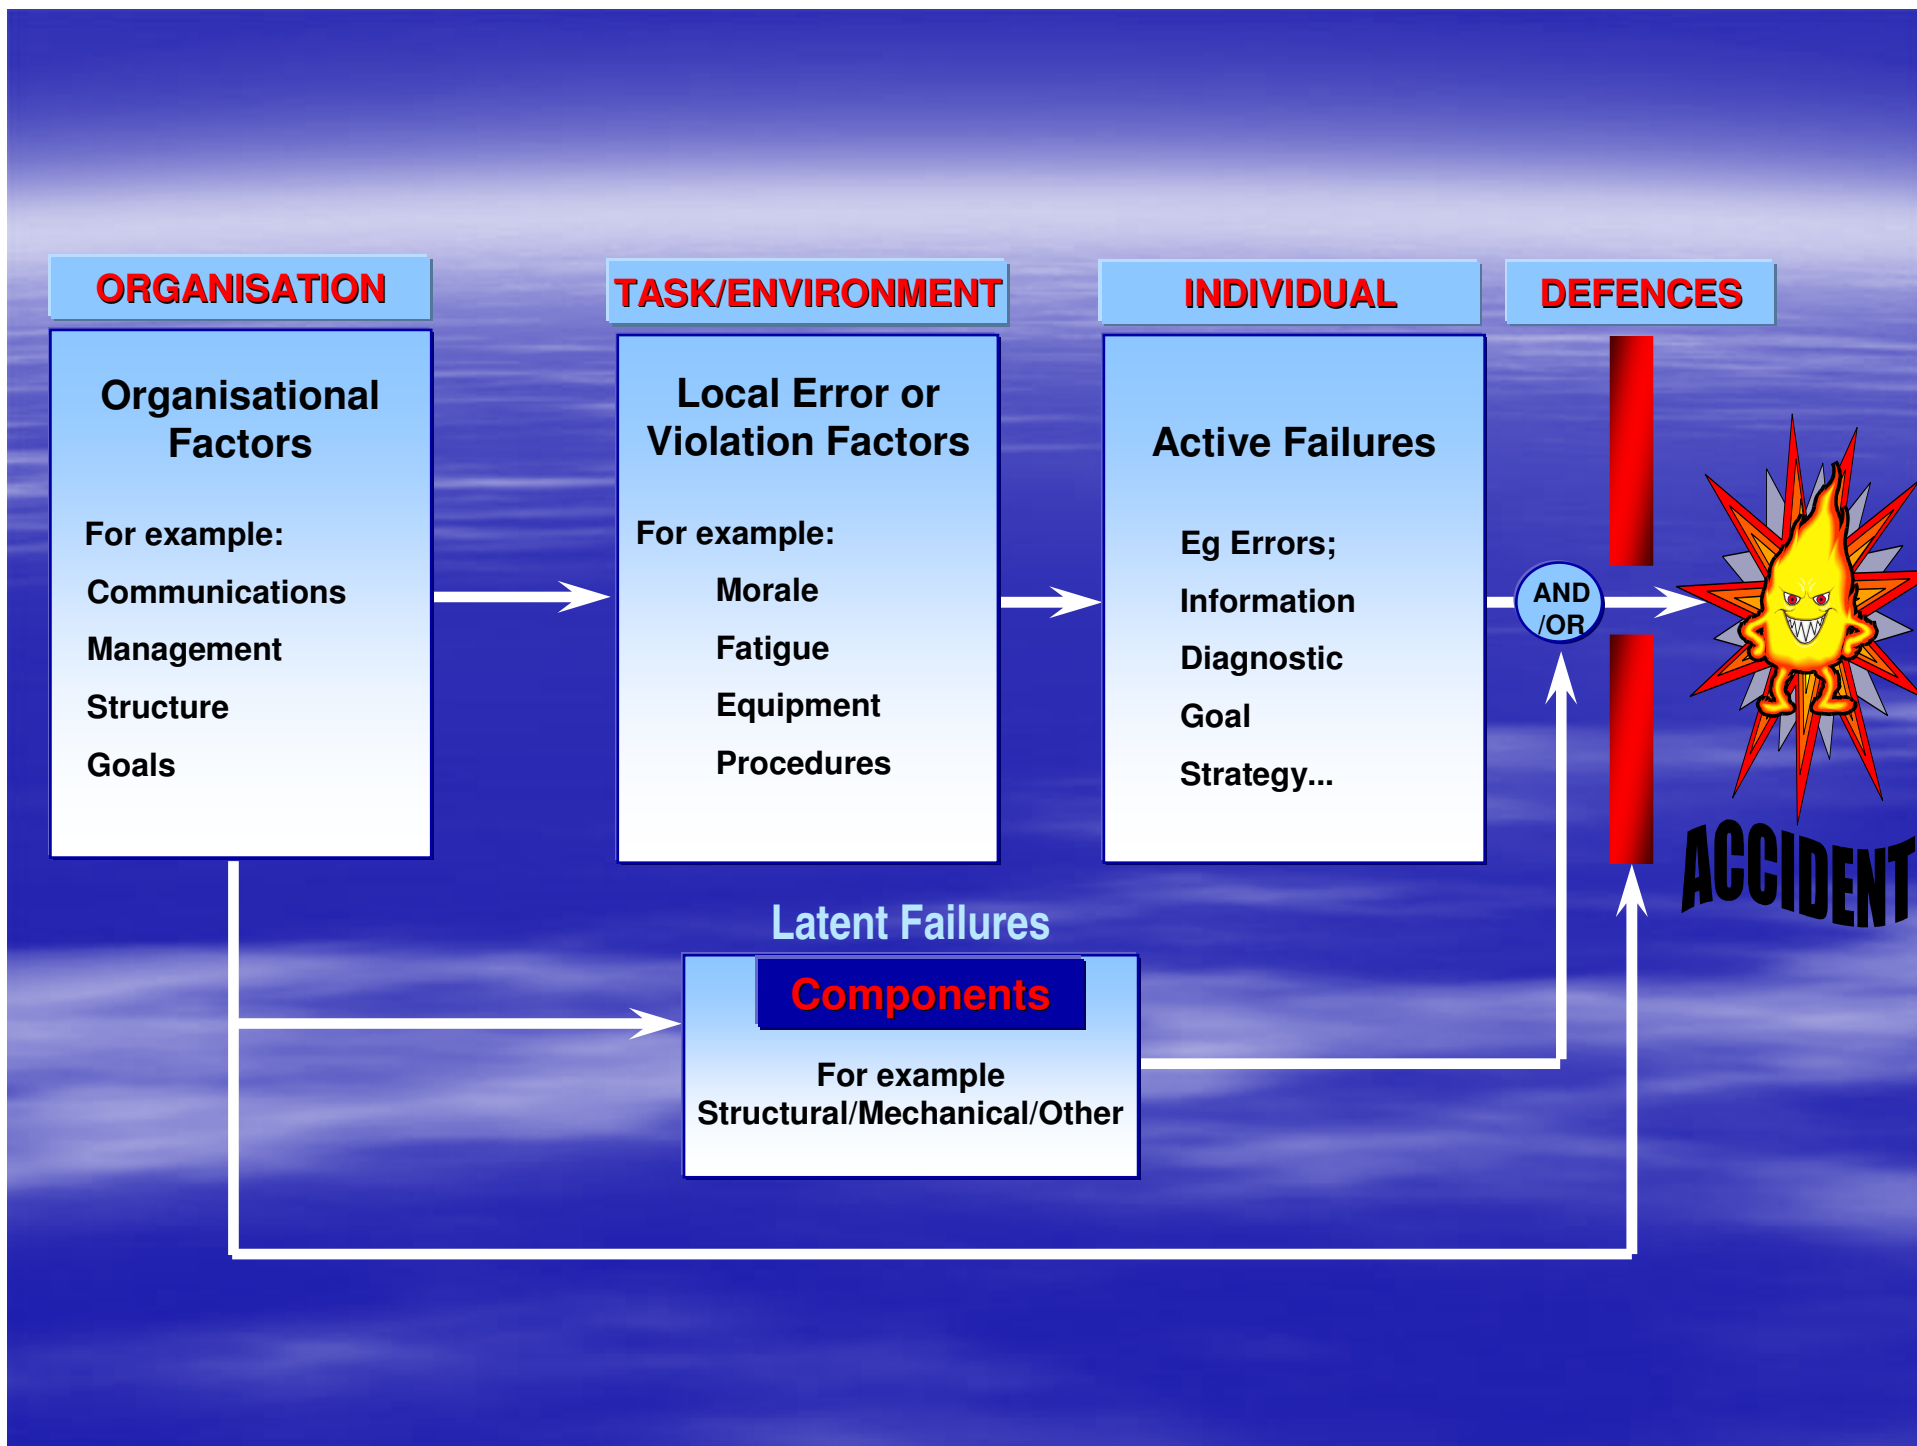 ORGANISATION
Organisational
Factors
For example:
Communications
Management
Structure
Goals
TASK/ENVIRONMENT
Local Error or
Violation Factors
For example:
Morale
Fatigue
Equipment
Procedures
INDIVIDUAL
Active Failures
Eg Errors;
Information
Diagnostic
Goal
Strategy...
DEFENCES
AND
/OR
ACCIDENT
Latent Failures
Components
For example
Structural/Mechanical/Other